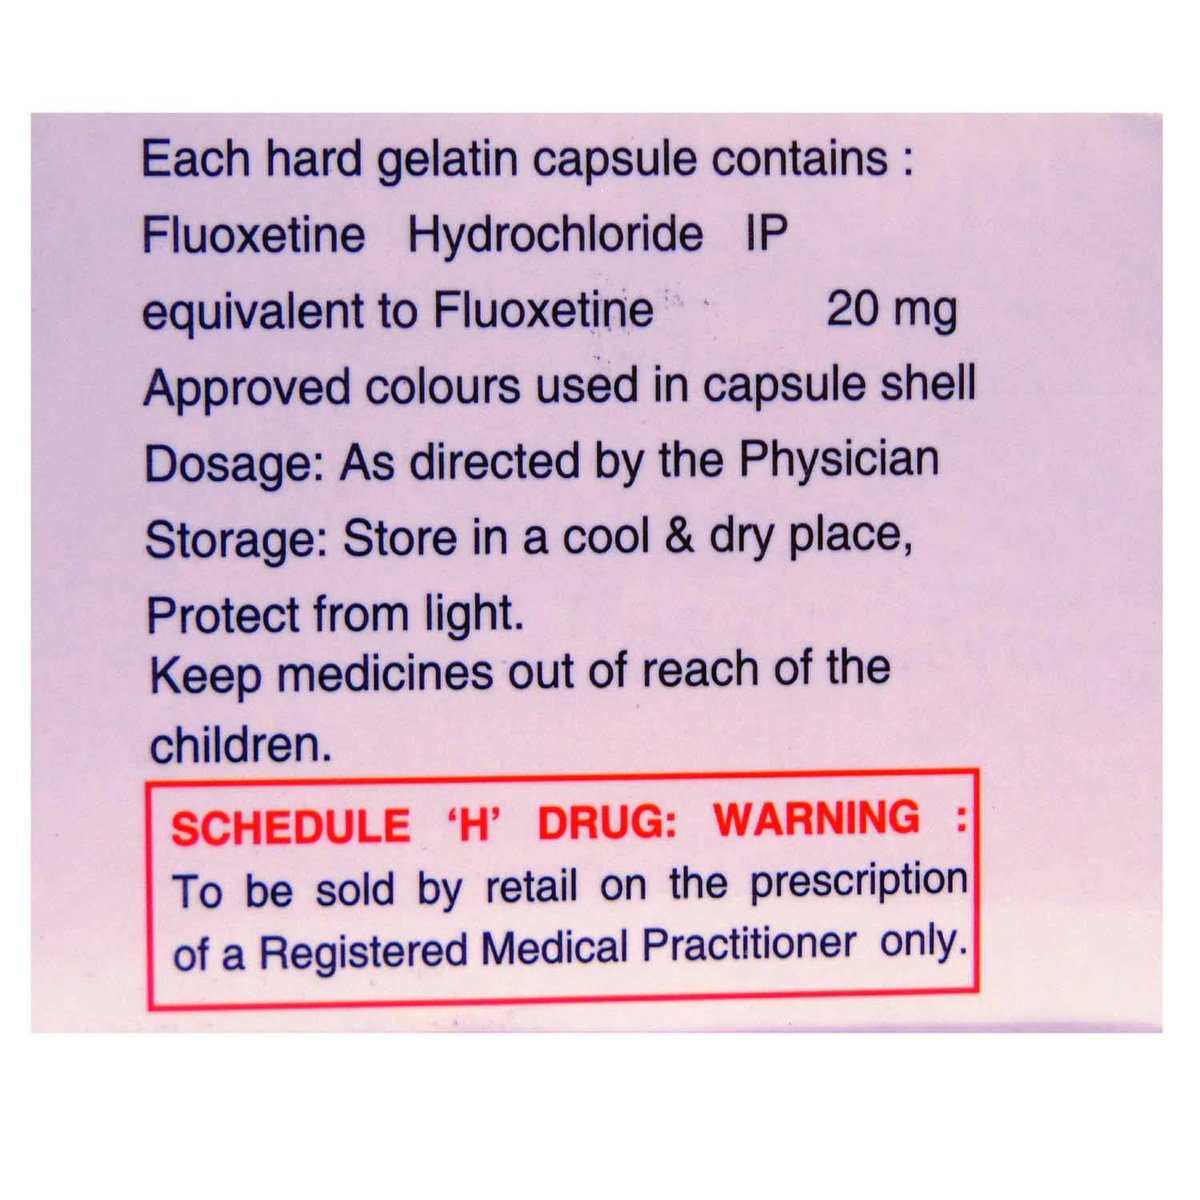 Each hard gelatin capsule contains :
Fluoxetine Hydrochloride IP
equivalent to Fluoxetine 20 mg
Approved colours used in capsule shell
Dosage: As directed by the Physician
Storage: Store in a cool & dry place,
Protect from light.
Keep medicines out of reach of the
children.
SCHEDULE ‘H’ DRUG: WARNING :
To be sold by retail on the prescription
of a Registered Medical Practitioner only.